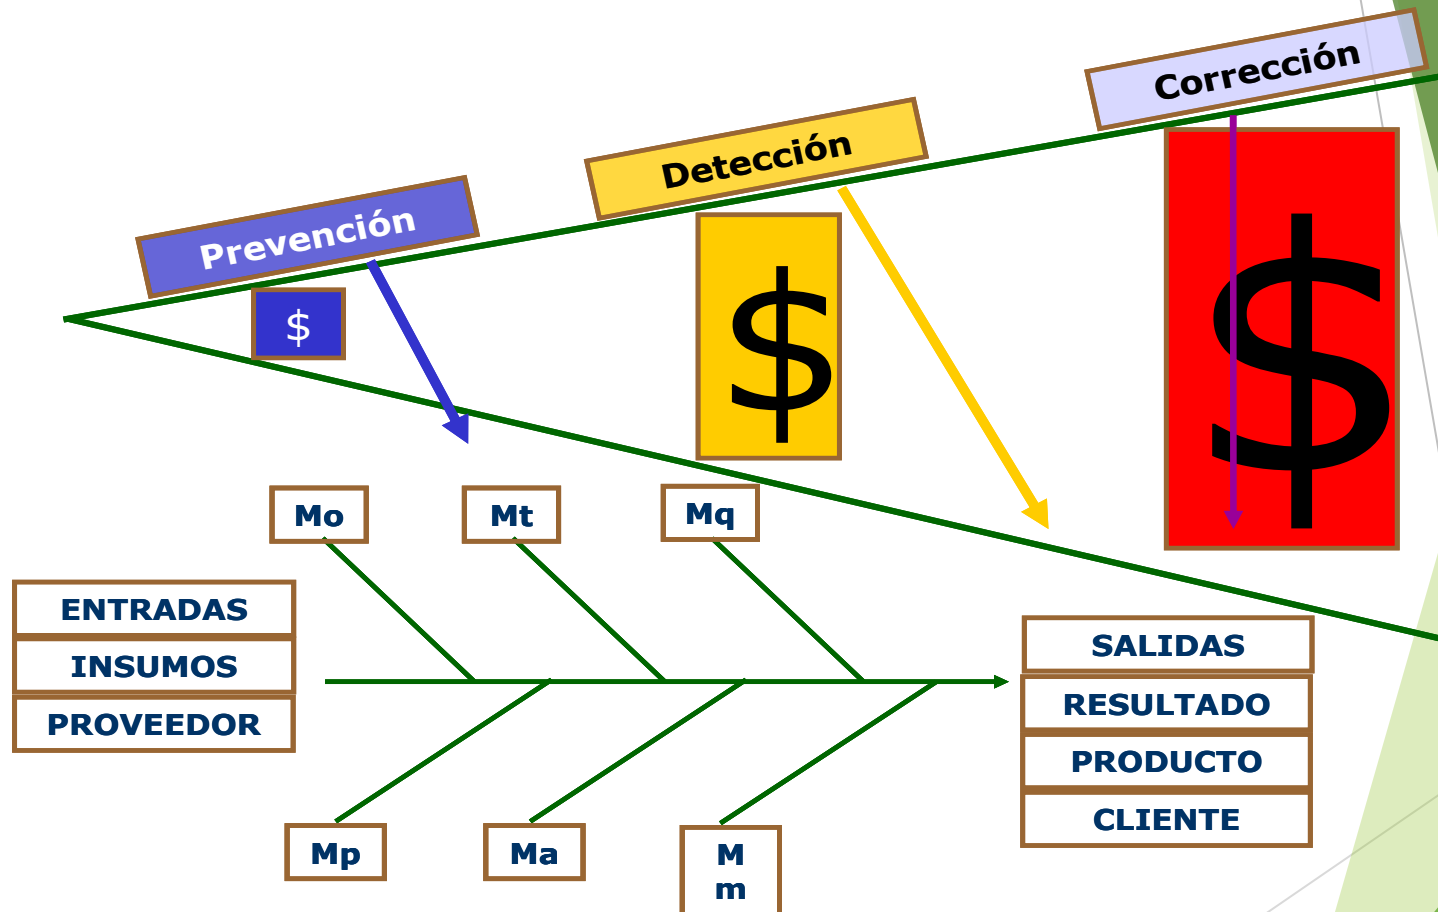 Corrección
Detección
Prevención
$
$
$
Mo
Mt
Mq
ENTRADAS
INSUMOS
PROVEEDOR
SALIDAS
RESULTADO
PRODUCTO
CLIENTE
Mp
Ma
M
m